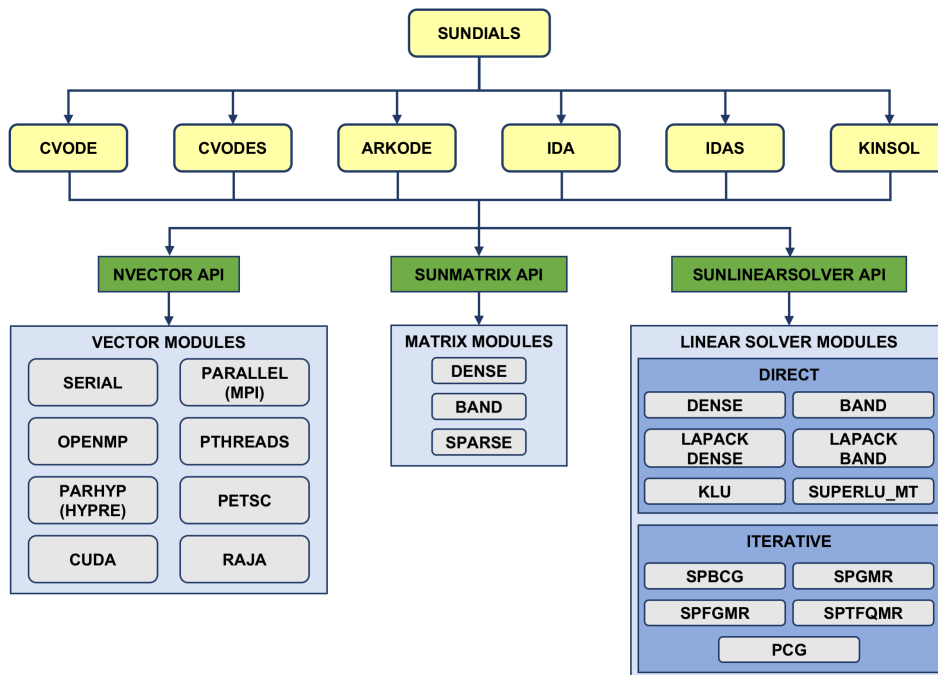 SUNDIALS
CVODE
CVODES
ARKODE
IDA
IDAS
KINSOL
NVECTOR API
SUNMATRIX API
SUNLINEARSOLVER API
VECTOR MODULES
SERIAL
PARALLEL
(MPI)
OPENMP
PTHREADS
PARHYP
(HYPRE)
PETSC
CUDA
RAJA
MATRIX MODULES
DENSE
BAND
SPARSE
LINEAR SOLVER MODULES
DIRECT
DENSE
BAND
LAPACK
DENSE
LAPACK
BAND
KLU
SUPERLU_MT
ITERATIVE
SPBCG
SPGMR
SPFGMR
SPTFQMR
PCG